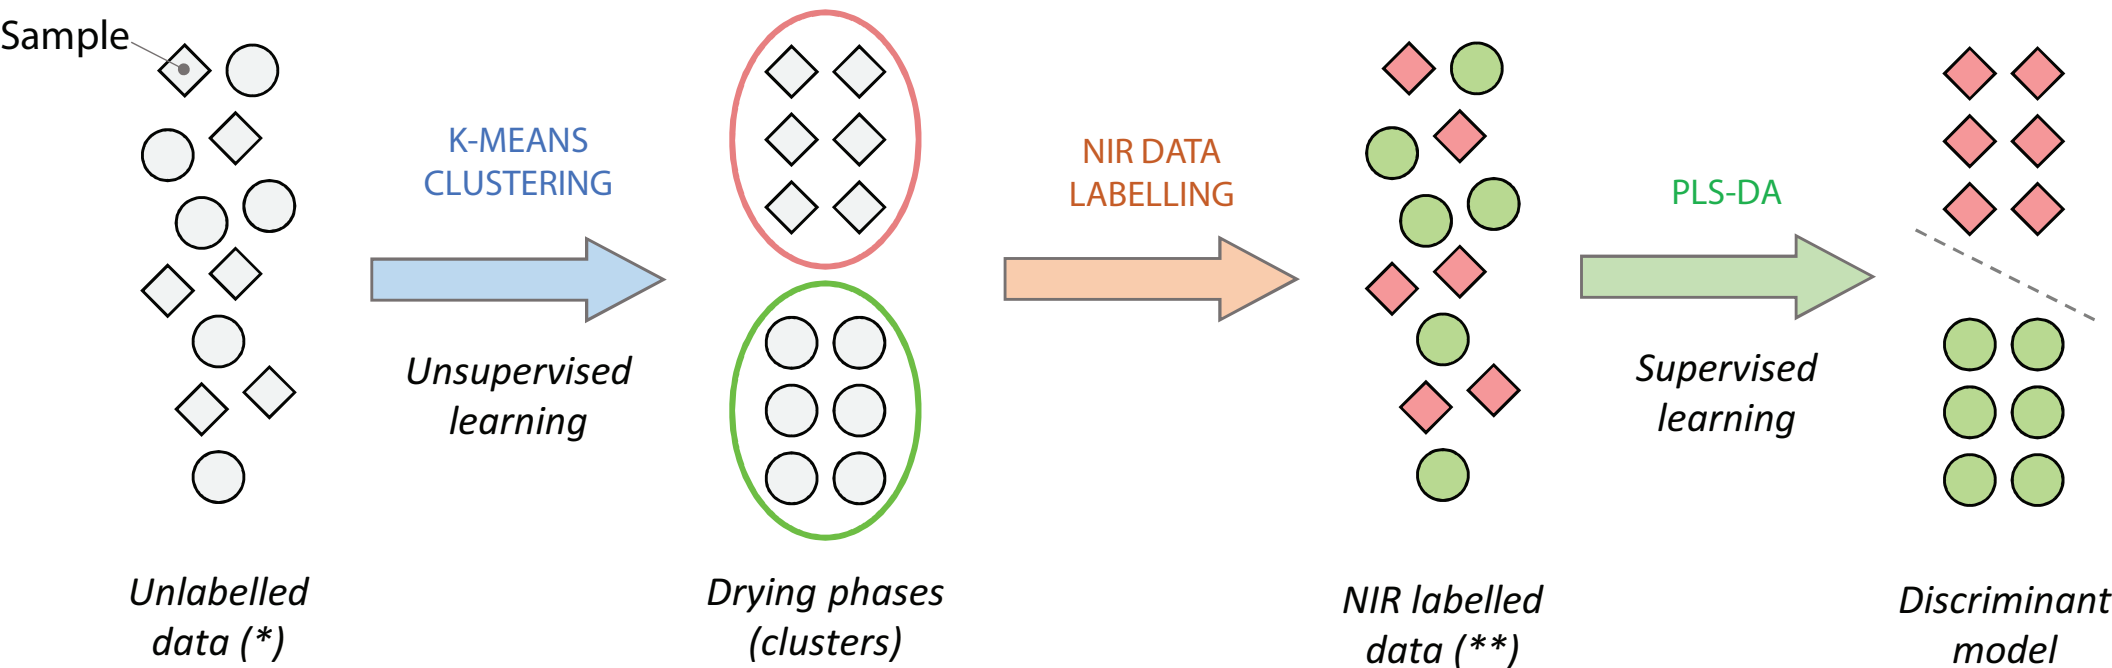 Sample
K-MEANS
CLUSTERING
Unsupervised
learning
NIR DATA
LABELLING
PLS-DA
Supervised
learning
Unlabelled
data (*)
Drying phases
(clusters)
NIR labelled
data (**)
Discriminant
model